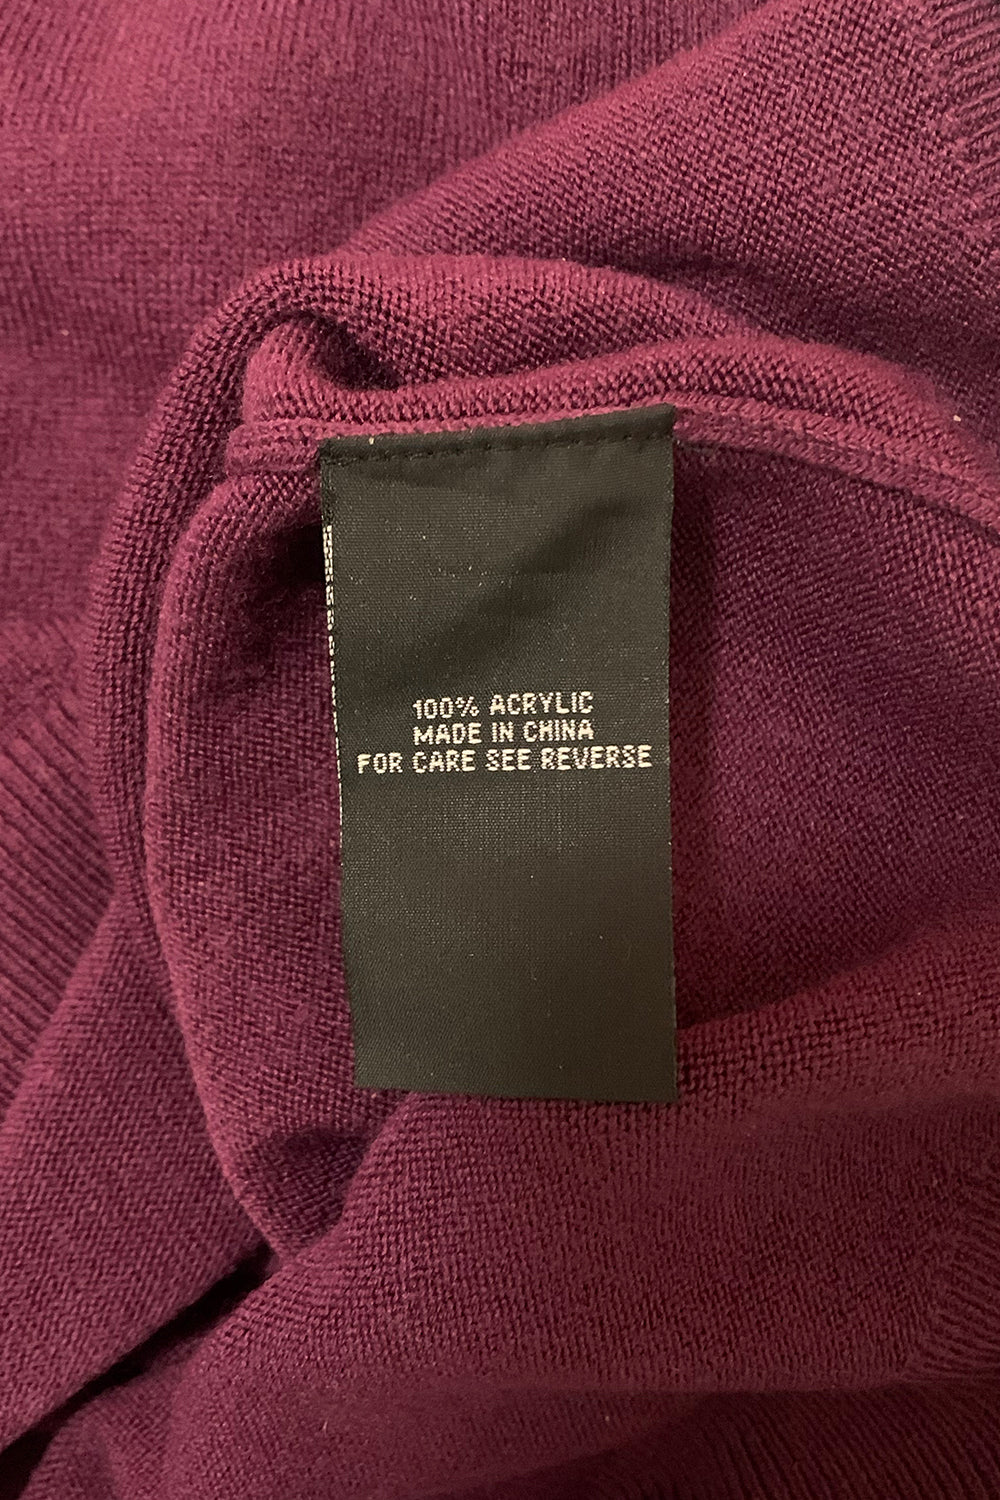 100% ACRYLIC
MADE IN CHINA
FOR CARE SEE REVERSE